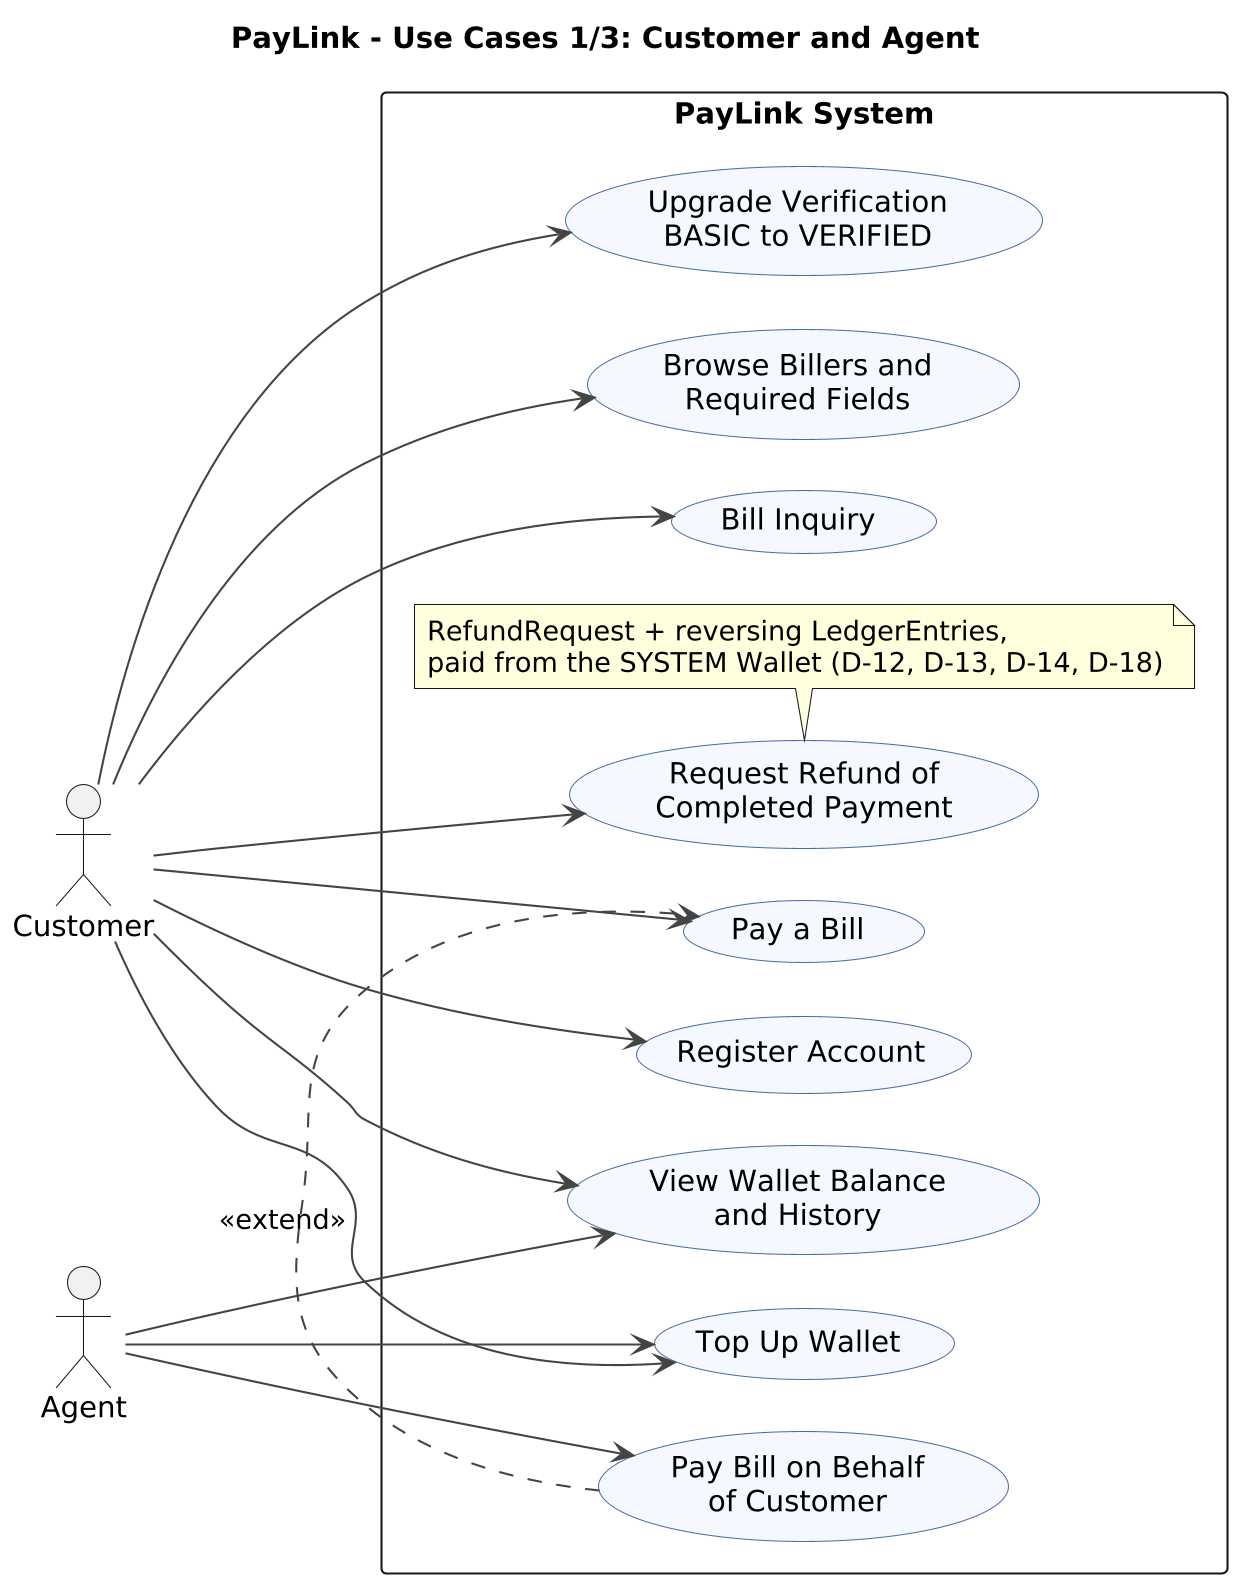 PayLink - Use Cases 1/3: Customer and Agent
PayLink System
Upgrade Verification
BASIC to VERIFIED
Browse Billers and
Required Fields
Bill Inquiry
RefundRequest + reversing LedgerEntries,
paid from the SYSTEM Wallet (D-12, D-13, D-14, D-18)
Request Refund of
Completed Payment
Customer
Pay a Bill
Register Account
View Wallet Balance
and History
«extend»
Top Up Wallet
Agent
Pay Bill on Behalf
of Customer